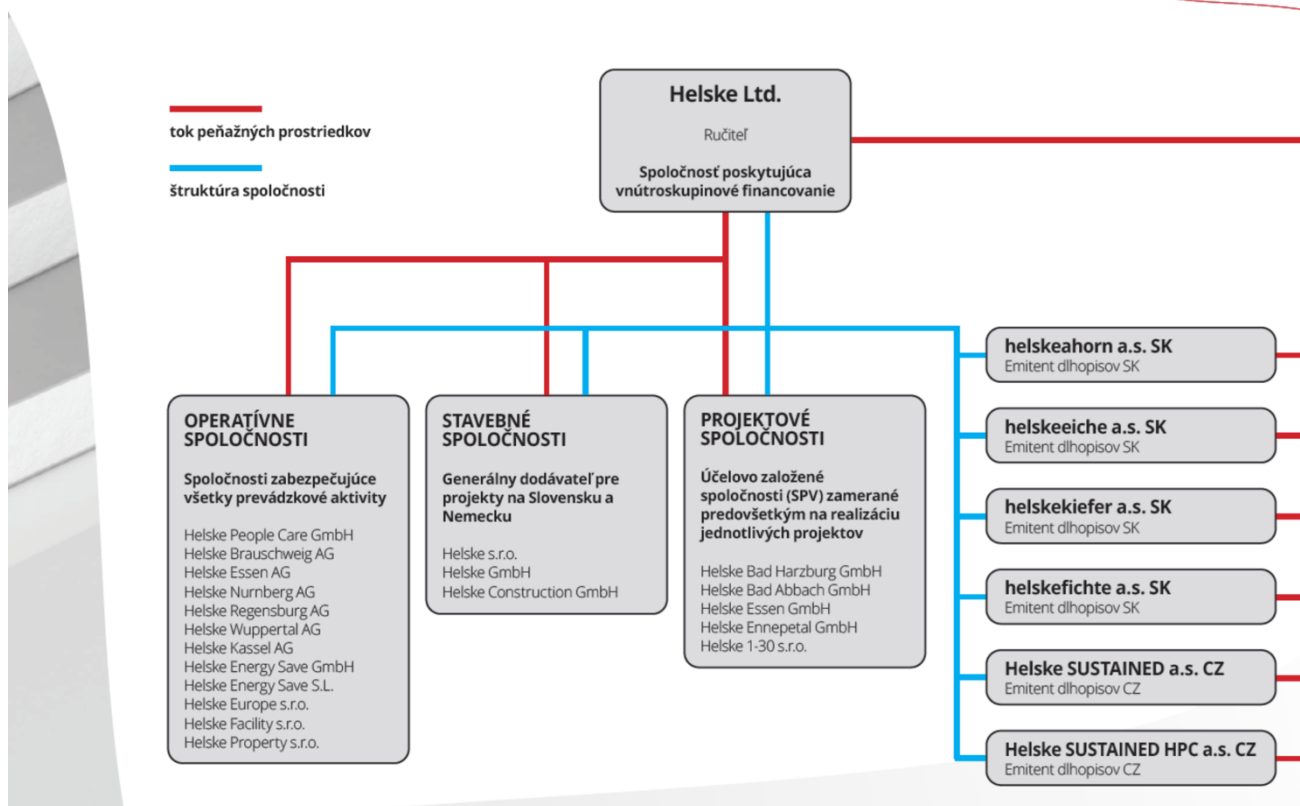 tok peňažných prostriedkov
štruktúra spoločnosti
Helske Ltd.
Ručiteľ
Spoločnosť poskytujúca
vnútroskupinové financovanie
OPERATÍVNE
SPOLOČNOSTI
Spoločnosti zabezpečujúce
všetky prevádzkové aktivity
Helske People Care GmbH
Helske Brauschweig AG
Helske Essen AG
Helske Nurnberg AG
Helske Regensburg AG
Helske Wuppertal AG
Helske Kassel AG
Helske Energy Save GmbH
Helske Energy Save S.L.
Helske Europe s.r.o.
Helske Facility s.r.o.
Helske Property s.r.o.
STAVEBNÉ
SPOLOČNOSTI
Generálny dodávateľ pre
projekty na Slovensku a
Nemecku
Helske s.r.o.
Helske GmbH
Helske Construction GmbH
PROJEKTOVÉ
SPOLOČNOSTI
Účelovo založené
spoločnosti (SPV) zamerané
predovšetkým na realizáciu
jednotlivých projektov
Helske Bad Harzburg GmbH
Helske Bad Abbach GmbH
Helske Essen GmbH
Helske Ennepetal GmbH
Helske 1-30 s.r.o.
helskeahorn a.s. SK
Emitent dlhopisov SK
helskeeiche a.s. SK
Emitent dlhopisov SK
helskekiefer a.s. SK
Emitent dlhopisov SK
helskefichte a.s. SK
Emitent dlhopisov SK
Helske SUSTAINED a.s. CZ
Emitent dlhopisov CZ
Helske SUSTAINED HPC a.s. CZ
Emitent dlhopisov CZ